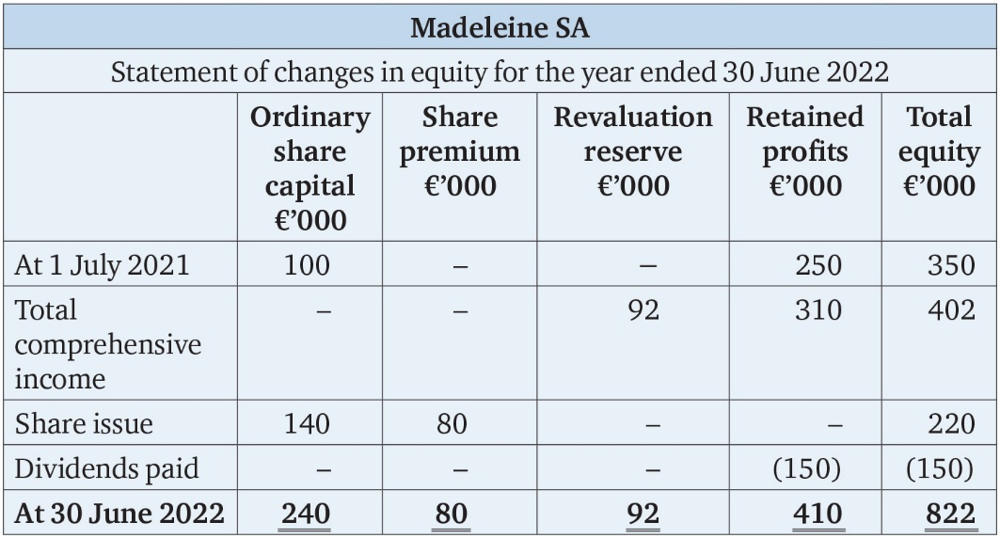 Madeleine SA
Statement of changes in equity for the year ended 30 June 2022
Ordinary share capital €’000 Share premium €’000 Revaluation reserve €’000 Retained profits €’000 Total equity €’000
At 1 July 2021 100 – – 250 350
Total comprehensive income – – 92 310 402
Share issue 140 80 – – 220
Dividends paid – – – (150) (150)
At 30 June 2022 240 80 92 410 822